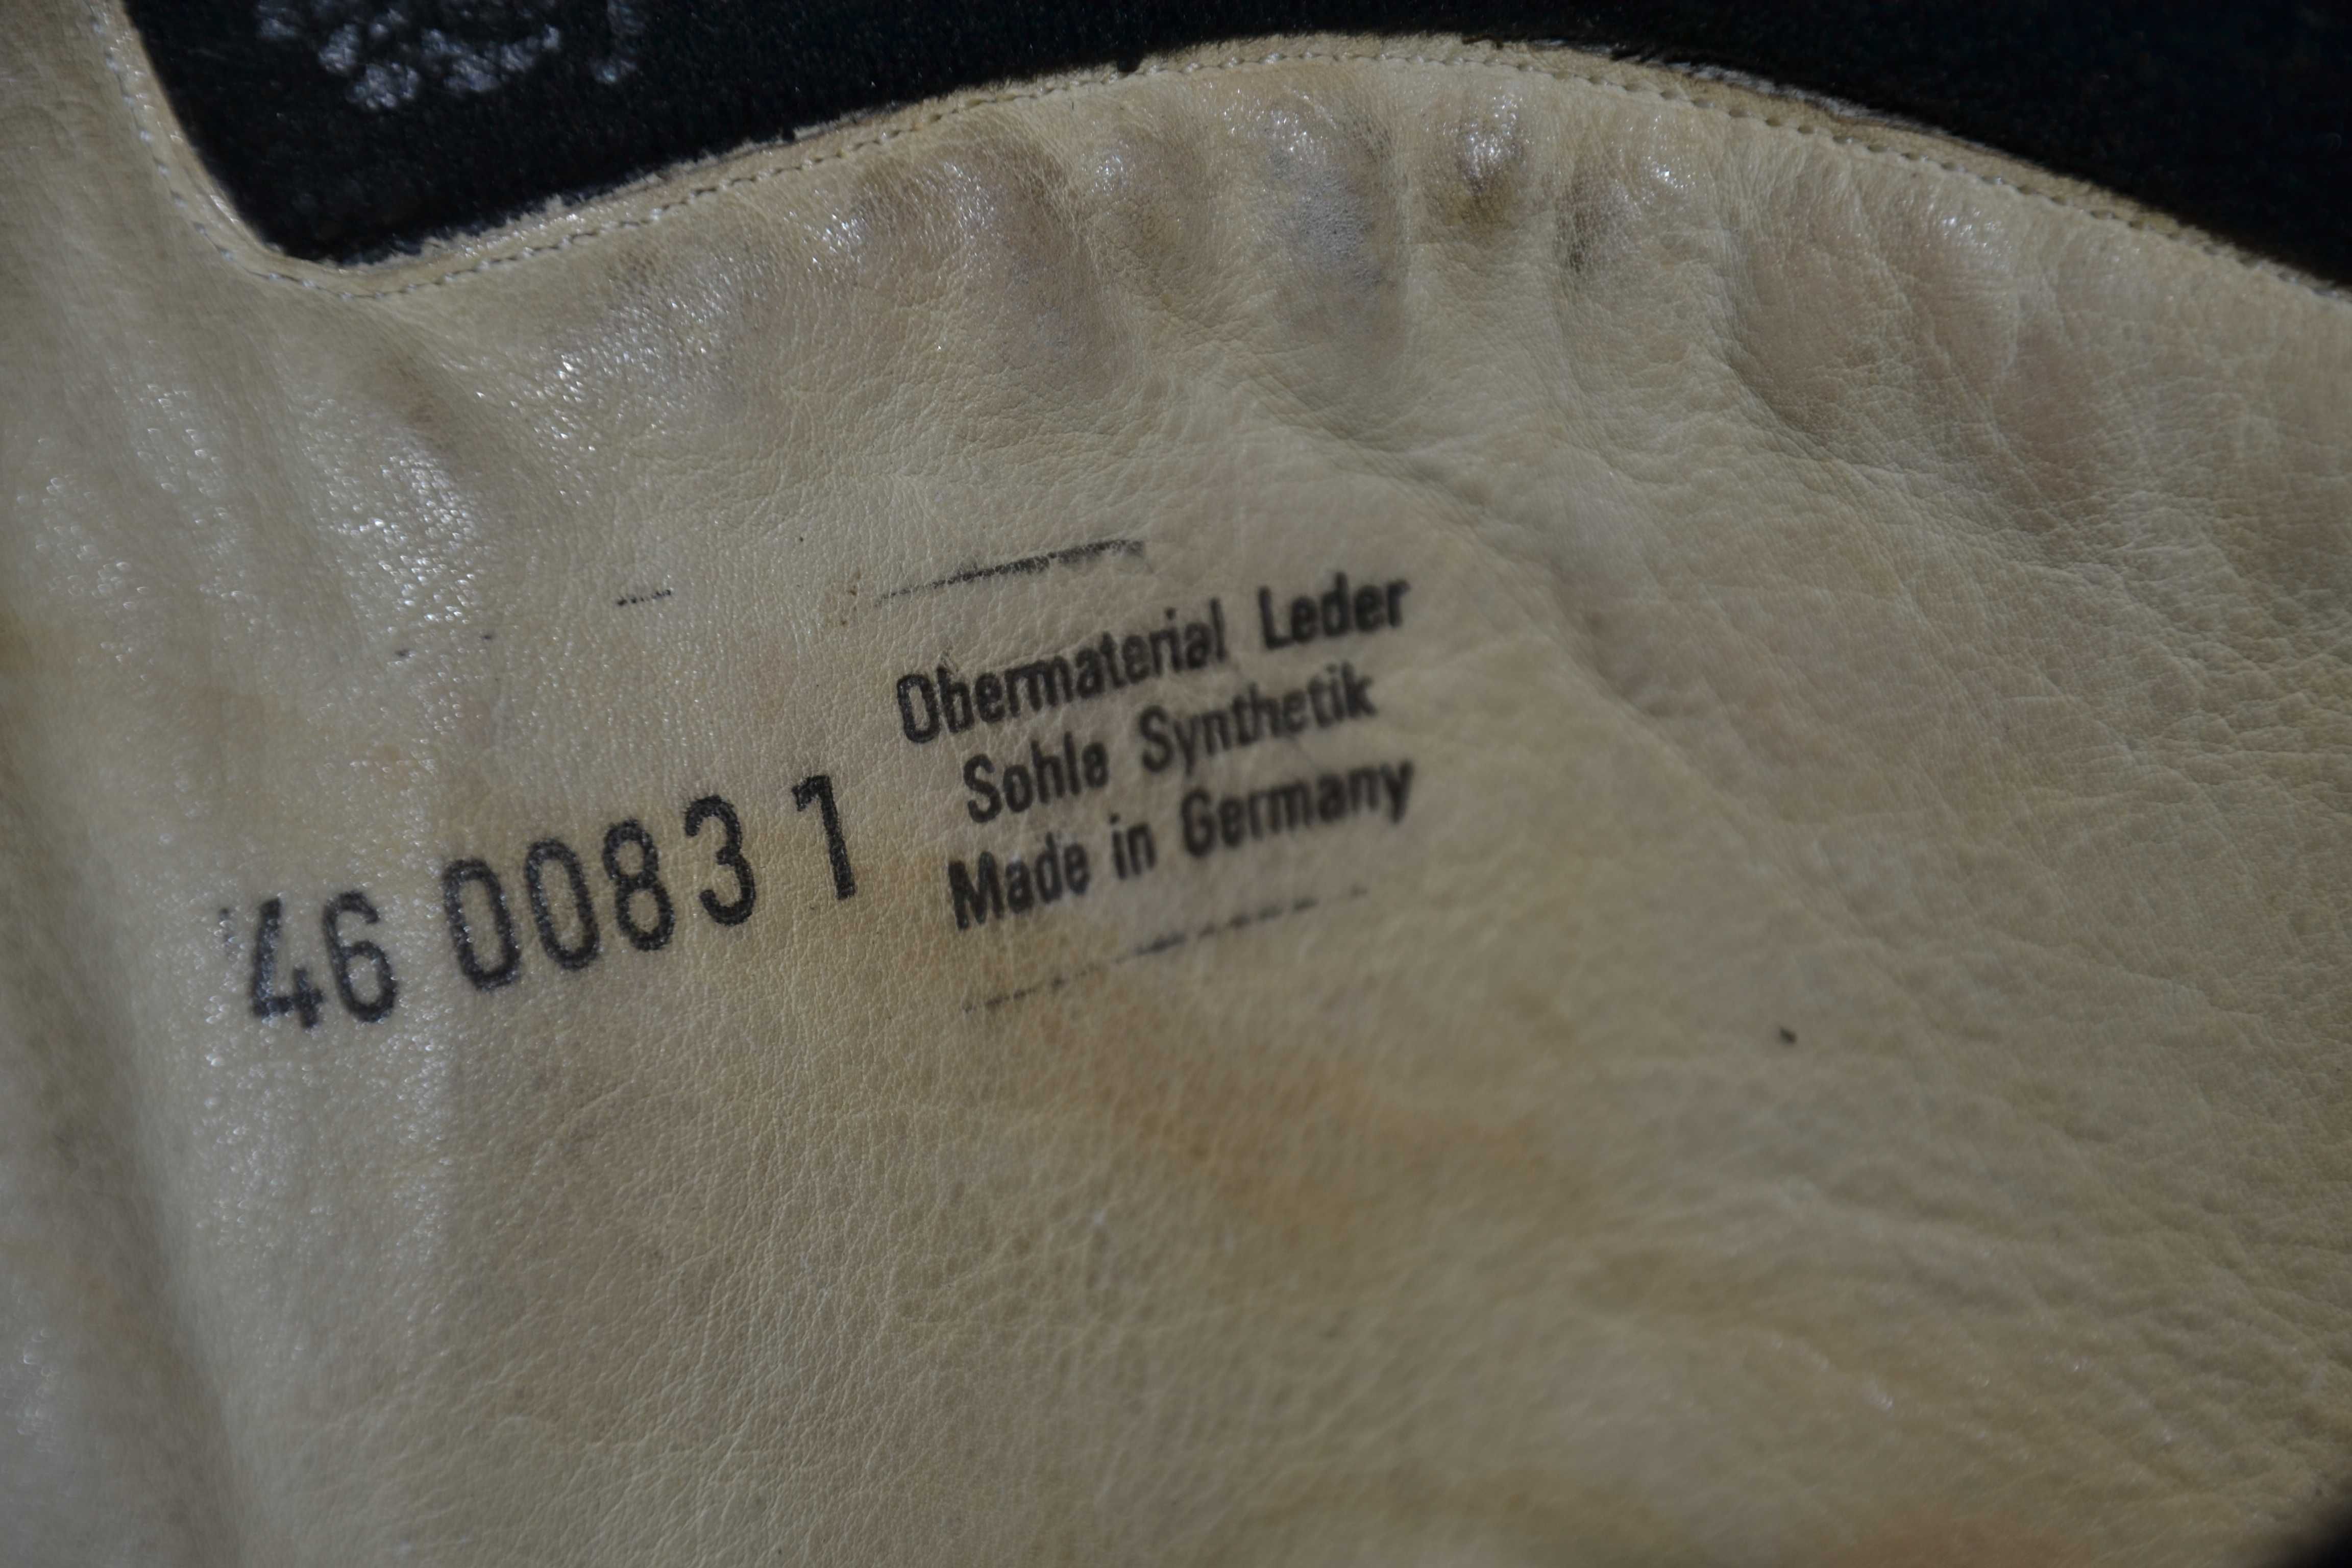 46 0083 1
Obermaterial Leder
Sohle Synthetik
Made in Germany